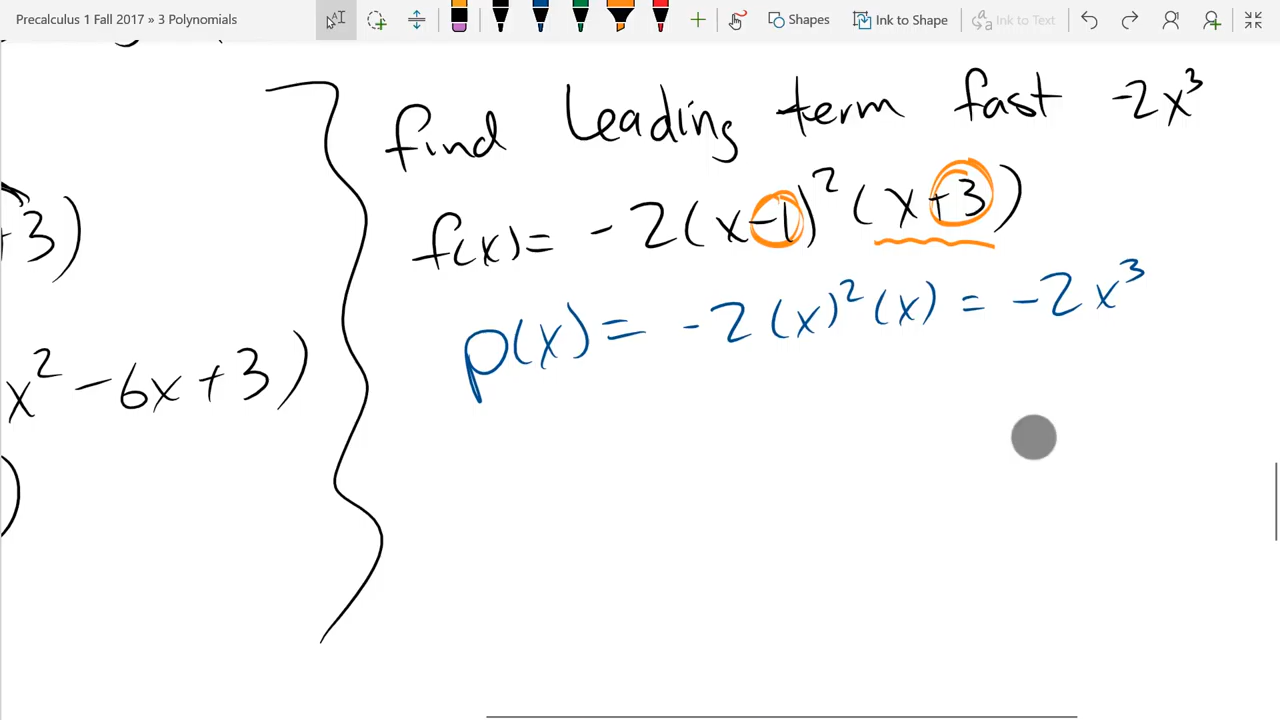 Precalculus 1 Fall 2017 » 3 Polynomials
Shapes
Ink to Shape
Ink to Text
+3)
x² -6x +3)
)
find leading term fast -2x³
f(x) = -2(x-1)²(x+3)
p(x) = -2(x)²(x) = -2x³